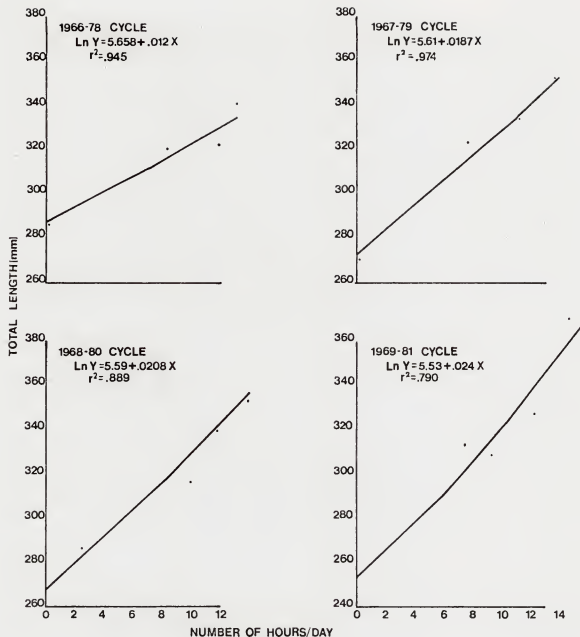 380
360
340
320
300
280
260
1966-78 CYCLE
Ln Y=5.658+.012 X
r²=.945
380
360
340
320
300
280
260
1967-79 CYCLE
Ln Y=5.61+.0187 X
r²=.974
TOTAL LENGTH(mm)
380
360
340
320
300
280
260
1968-80 CYCLE
Ln Y=5.59+.0208 X
r²=.889
0 2 4 6 8 10 12
360
340
320
300
280
260
240
1969-81 CYCLE
Ln Y=5.53+.024 X
r²=.790
0 2 4 6 8 10 12 14
NUMBER OF HOURS/DAY